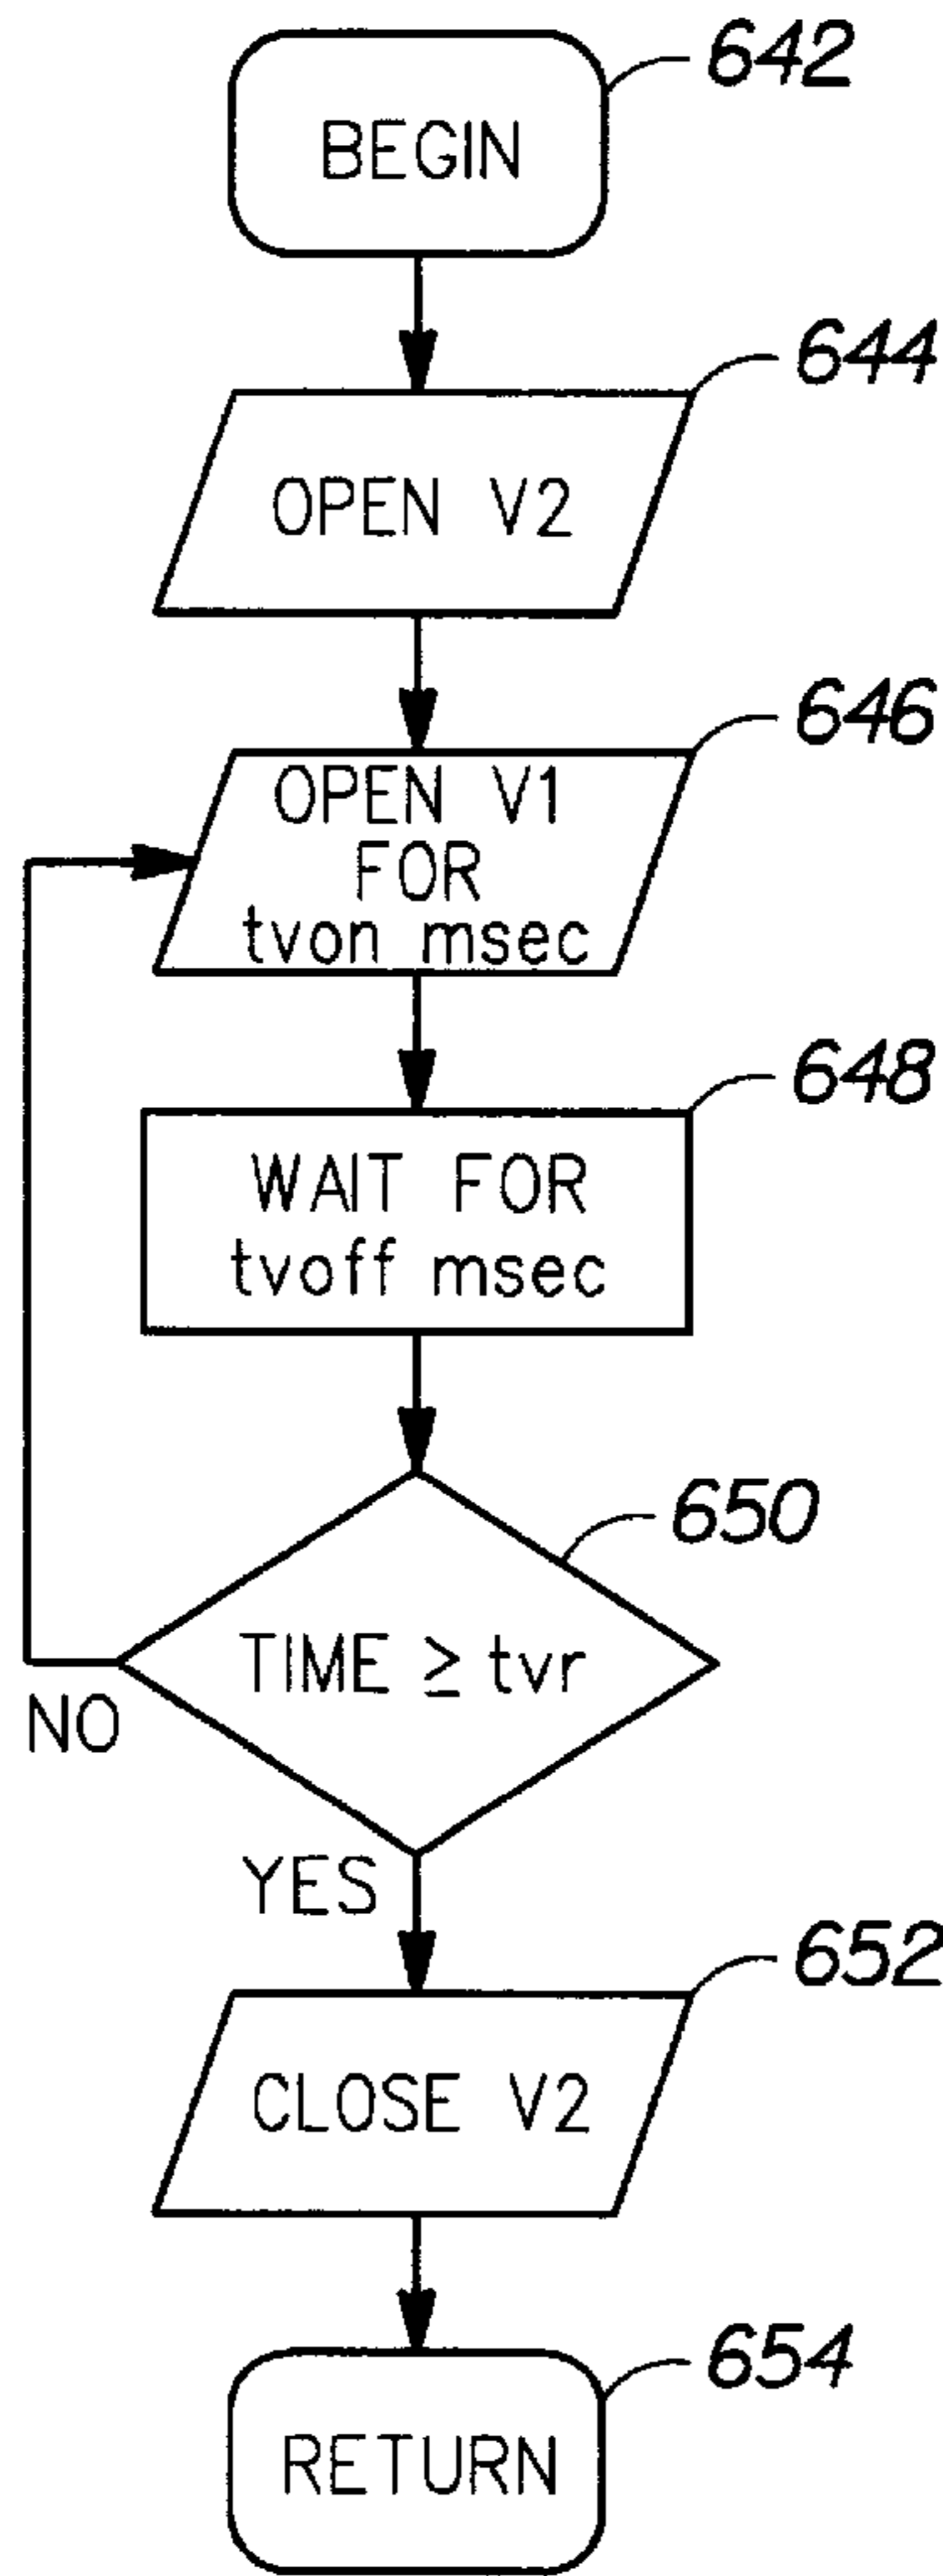 642
BEGIN
644
OPEN V2
646
OPEN V1
FOR
tvon msec
648
WAIT FOR
tvoff msec
650
TIME ≥ tvr
NO
YES
652
CLOSE V2
654
RETURN